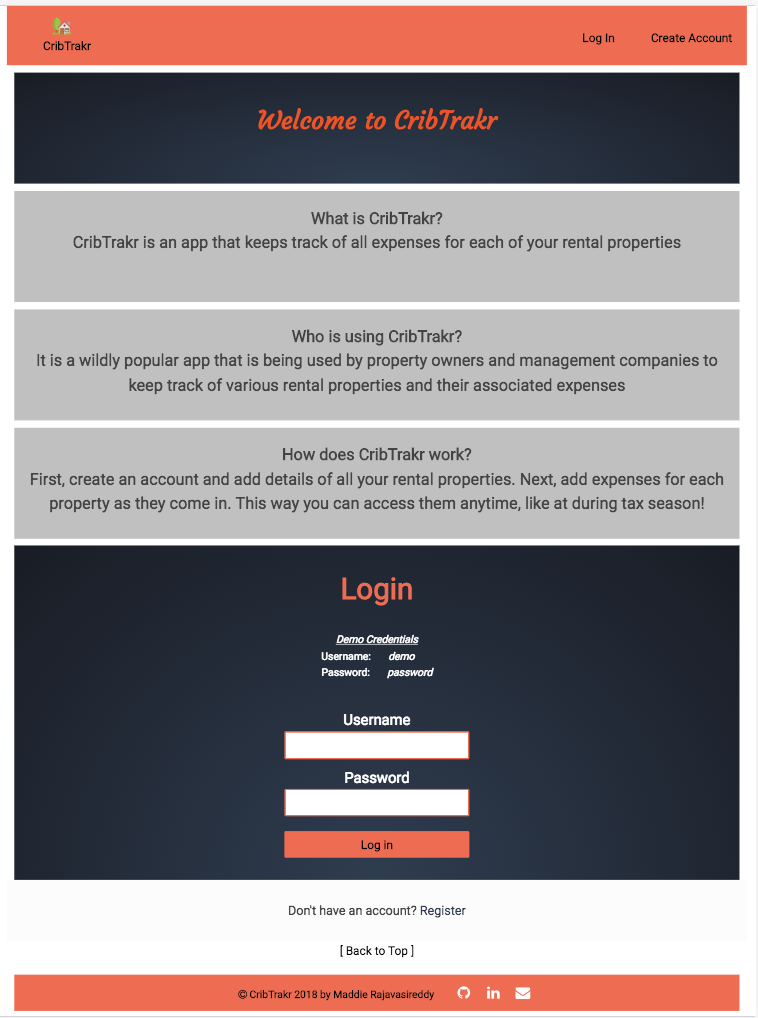 CribTrakr
Log In
Create Account
Welcome to CribTrakr
What is CribTrakr?
CribTrakr is an app that keeps track of all expenses for each of your rental properties
Who is using CribTrakr?
It is a wildly popular app that is being used by property owners and management companies to
keep track of various rental properties and their associated expenses
How does CribTrakr work?
First, create an account and add details of all your rental properties. Next, add expenses for each
property as they come in. This way you can access them anytime, like at during tax season!
Login
Demo Credentials
Username: demo
Password: password
Username
Password
Log in
Don't have an account? Register
[ Back to Top ]
© CribTrakr 2018 by Maddie Rajavasireddy